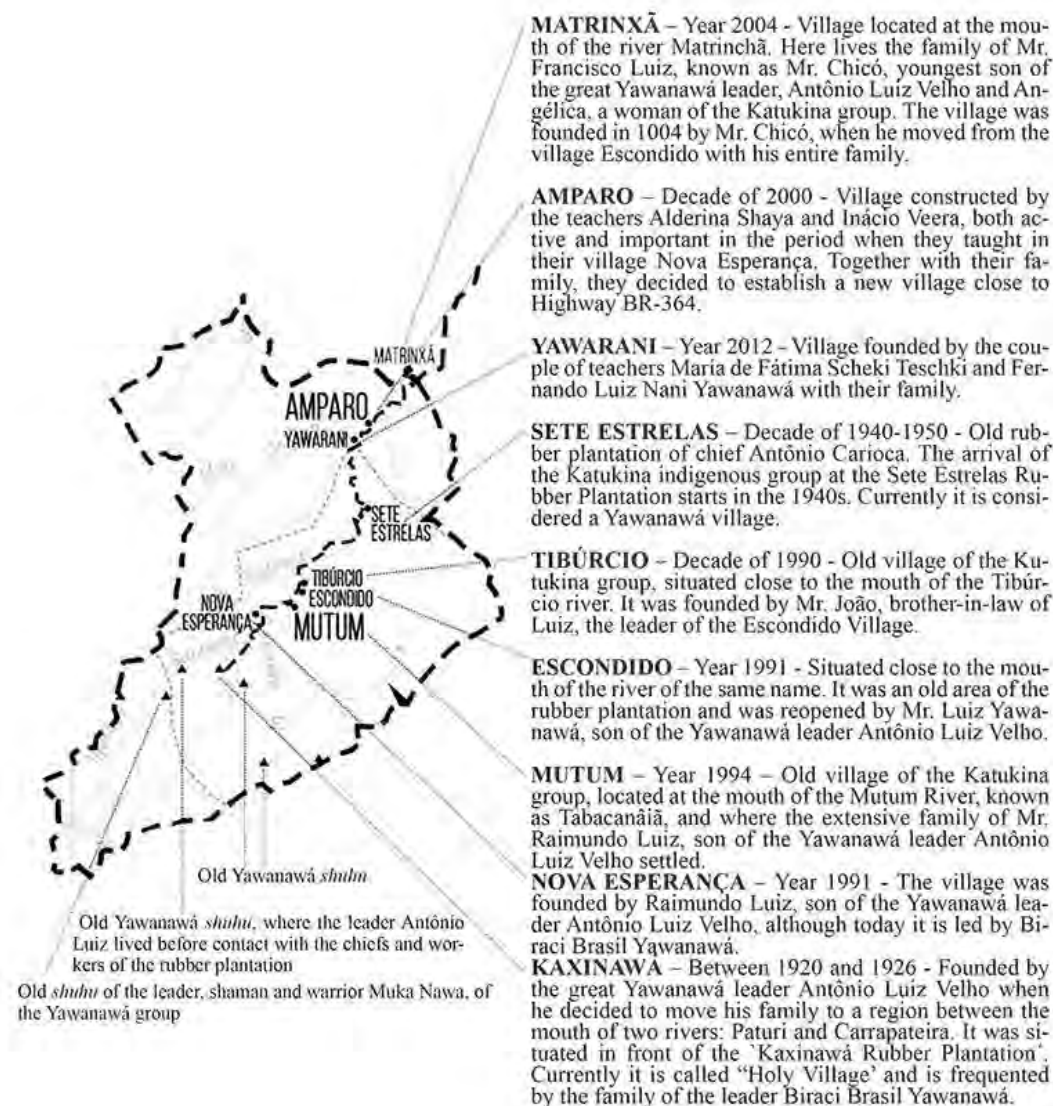 MATRINXÃ – Year 2004 - Village located at the mou-
th of the river Matrinchã. Here lives the family of Mr.
Francisco Luiz, known as Mr. Chicó, youngest son of
the great Yawanawá leader, Antônio Luiz Velho and An-
gélica, a woman of the Katukina group. The village was
founded in 1004 by Mr. Chicó, when he moved from the
village Escondido with his entire family.
AMPARO – Decade of 2000 - Village constructed by
the teachers Alderina Shaya and Inácio Veera, both ac-
tive and important in the period when they taught in
their village Nova Esperança. Together with their fa-
mily, they decided to establish a new village close to
Highway BR-364.
YAWARANI – Year 2012 - Village founded by the cou-
ple of teachers Maria de Fátima Scheki Teschki and Fer-
nando Luiz Nani Yawanawá with their family.
SETE ESTRELAS – Decade of 1940-1950 - Old rub-
ber plantation of chief Antônio Carioca. The arrival of
the Katukina indigenous group at the Sete Estrelas Ru-
bber Plantation starts in the 1940s. Currently it is consi-
dered a Yawanawá village.
TIBÚRCIO – Decade of 1990 - Old village of the Ku-
tukina group, situated close to the mouth of the Tibúr-
cio river. It was founded by Mr. João, brother-in-law of
Luiz, the leader of the Escondido Village.
ESCONDIDO – Year 1991 - Situated close to the mou-
th of the river of the same name. It was an old area of the
rubber plantation and was reopened by Mr. Luiz Yawa-
nawá, son of the Yawanawá leader Antônio Luiz Velho.
MUTUM – Year 1994 – Old village of the Katukina
group, located at the mouth of the Mutum River, known
as Tabacanâiã, and where the extensive family of Mr.
Raimundo Luiz, son of the Yawanawá leader Antônio
Luiz Velho settled.
NOVA ESPERANÇA – Year 1991 - The village was
founded by Raimundo Luiz, son of the Yawanawá lea-
der Antônio Luiz Velho, although today it is led by Bi-
raci Brasil Yawanawá.
KAXINAWA – Between 1920 and 1926 - Founded by
the great Yawanawá leader Antônio Luiz Velho when
he decided to move his family to a region between the
mouth of two rivers: Paturi and Carrapateira. It was si-
tuated in front of the `Kaxinawá Rubber Plantation´.
Currently it is called “Holy Village' and is frequented
by the family of the leader Biraci Brasil Yawanawá.
MATRINXÃ
AMPARO
YAWARANI
SETE
ESTRELAS
TIBÚRCIO
ESCONDIDO
NOVA
ESPERANÇA
MUTUM
Old Yawanawá shuhu
Old Yawanawá shuhu, where the leader Antônio
Luiz lived before contact with the chiefs and wor-
kers of the rubber plantation
Old shuhu of the leader, shaman and warrior Muka Nawa, of
the Yawanawá group